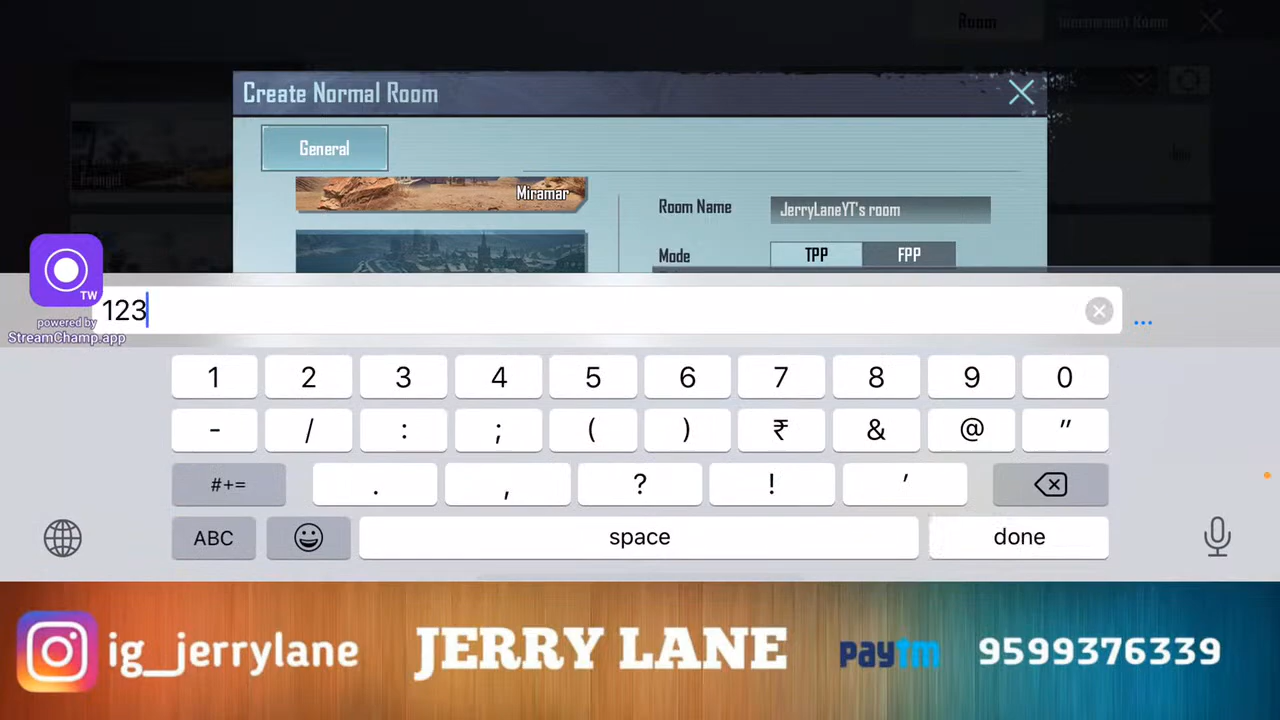 Room
Create Normal Room
General
Miramar
Room Name
JerryLaneYT's room
Mode
TPP
FPP
TW
powered by
StreamChamp.app
123
...
1 2 3 4 5 6 7 8 9 0
- / : ; ( ) ₹ & @ "
#+= . , ? ! '
ABC
space
done
ig_jerrylane
JERRY LANE
paytm
9599376339